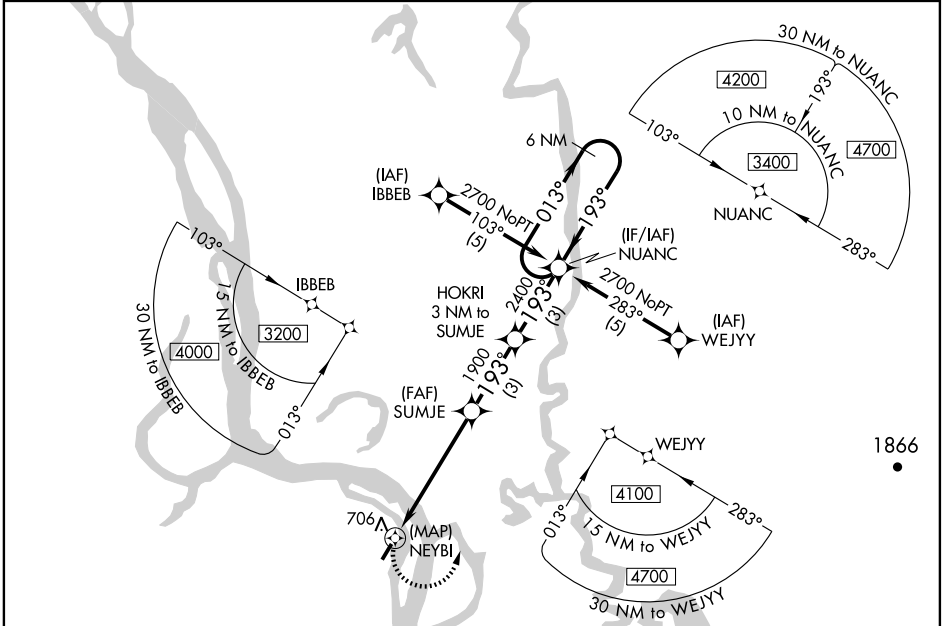 30 NM to NUANC
4200
193°
10 NM to NUANC
4700
103°
3400
NUANC
283°
6 NM
(IAF)
IBBEB
2700 NoPT
103°
(5)
013°
193°
(IF/IAF)
NUANC
2700 NoPT
283°
(5)
(IAF)
WEJYY
HOKRI
3 NM to
SUMJE
2400
193°
(3)
1900
193°
(3)
(FAF)
SUMJE
103°
IBBEB
15 NM to IBBEB
3200
30 NM to IBBEB
4000
013°
706
(MAP)
NEYBI
WEJYY
4100
013°
283°
15 NM to WEJYY
4700
30 NM to WEJYY
1866